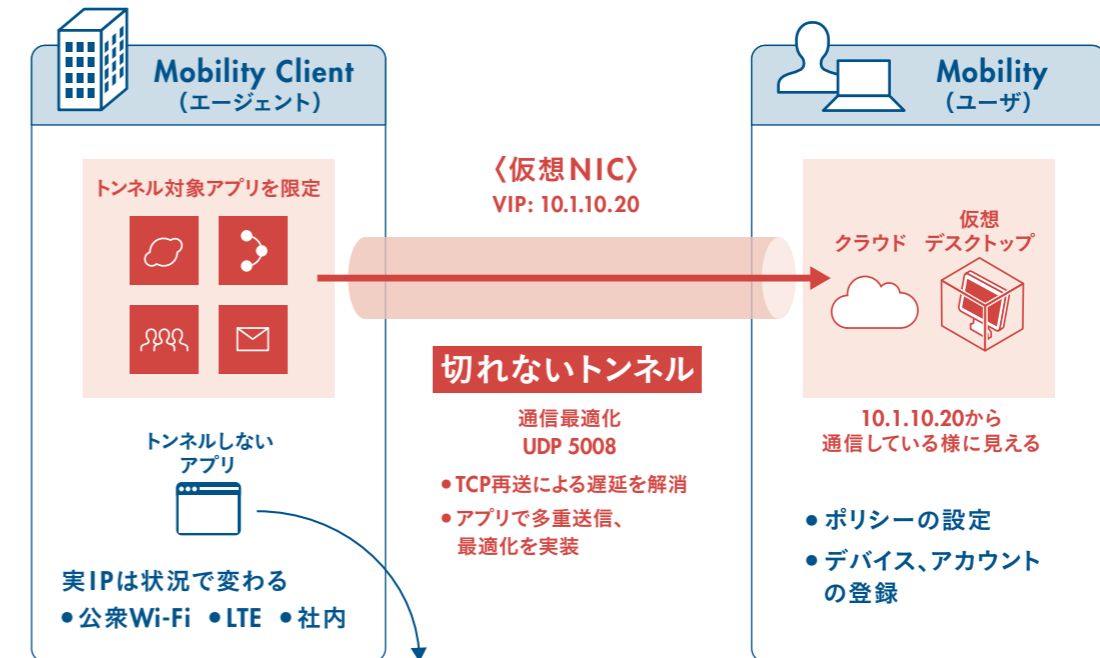 Mobility Client
（エージェント）
トンネル対象アプリを限定
トンネルしない
アプリ
実IPは状況で変わる
●公衆Wi-Fi ●LTE ●社内
〈仮想NIC〉
VIP: 10.1.10.20
切れないトンネル
通信最適化
UDP 5008
●TCP再送による遅延を解消
●アプリで多重送信、
最適化を実装
Mobility
（ユーザ）
クラウド
仮想
デスクトップ
10.1.10.20から
通信している様に見える
●ポリシーの設定
●デバイス、アカウント
の登録